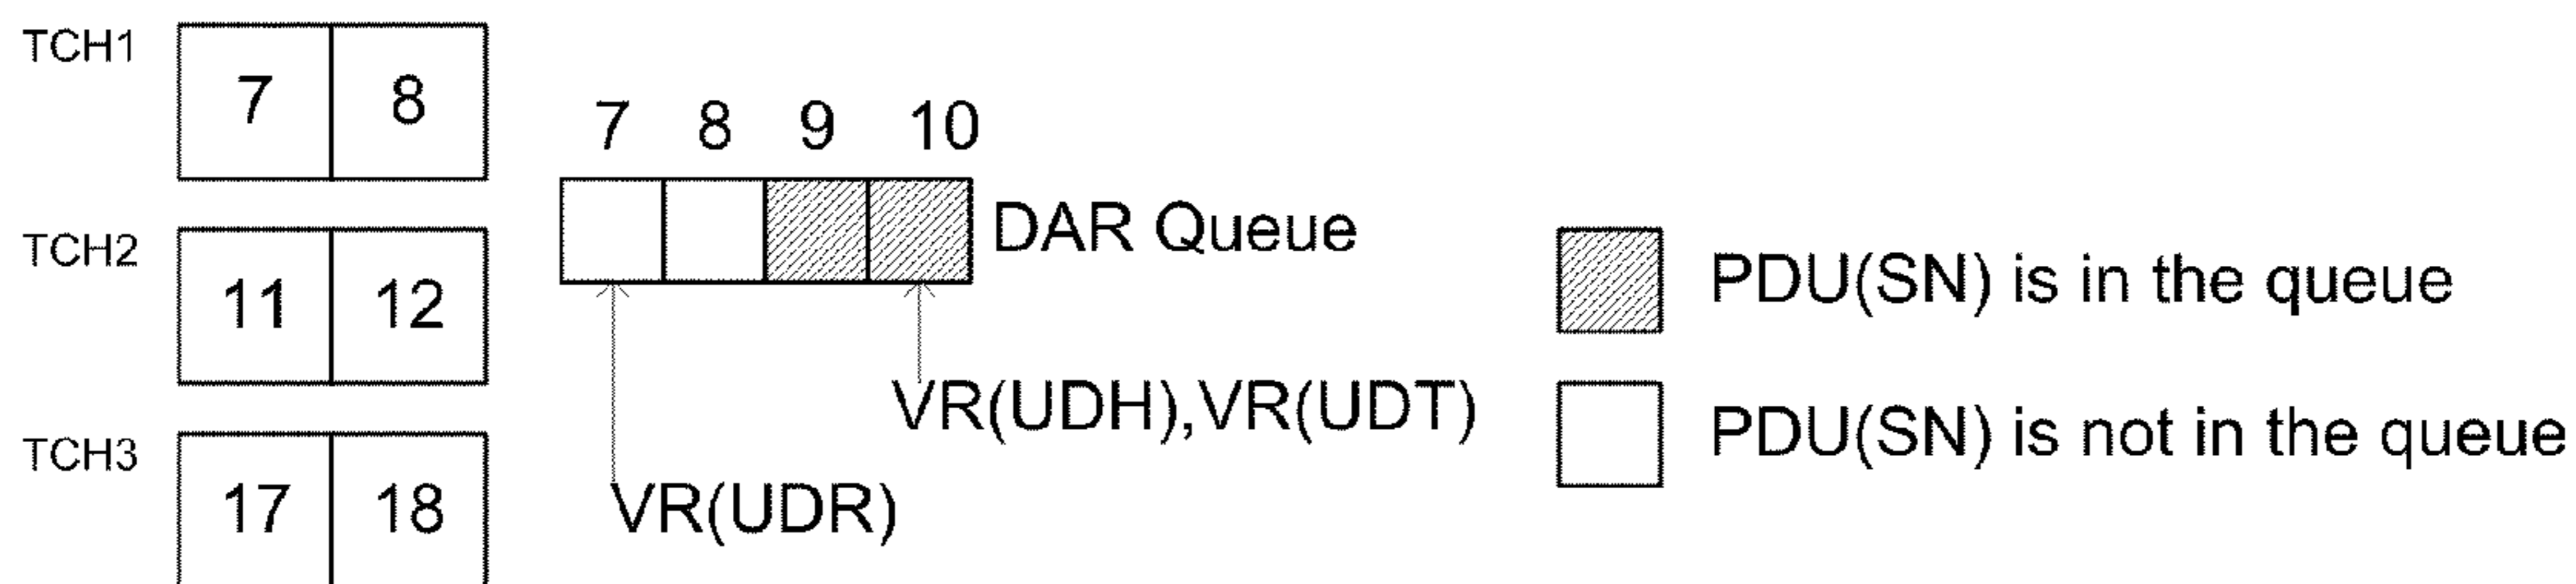 TCH1
7 8
7 8 9 10
DAR Queue
TCH2
11 12
PDU(SN) is in the queue
VR(UDH),VR(UDT)
PDU(SN) is not in the queue
TCH3
17 18
VR(UDR)